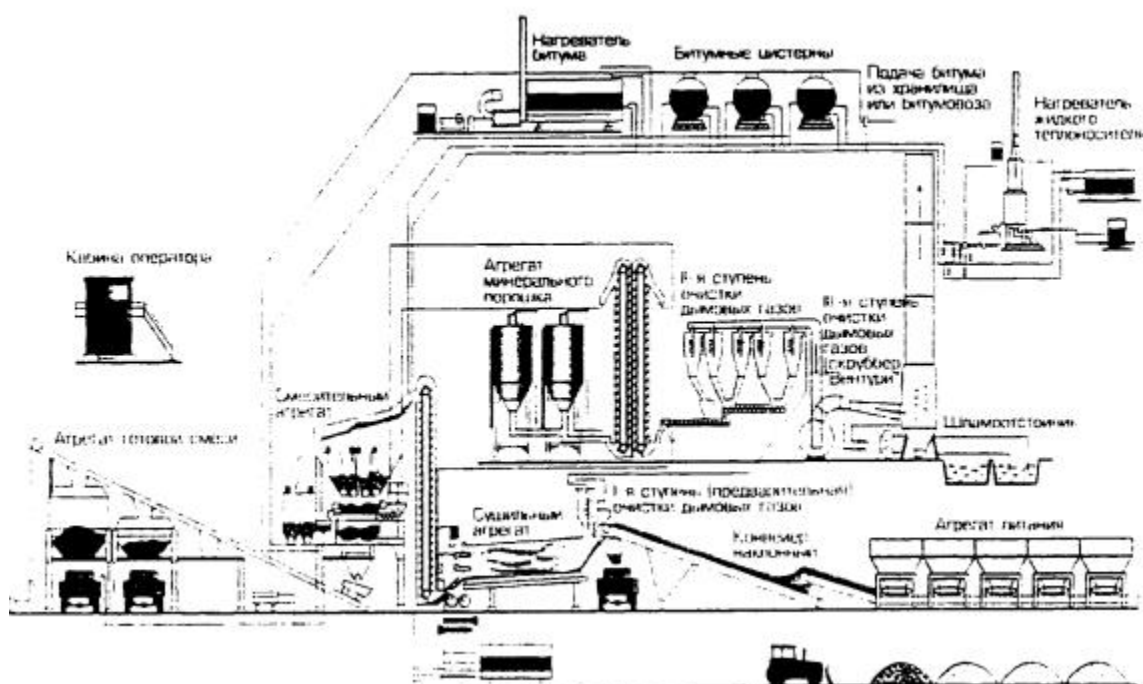 Нагреватель
битума
Битумные цистерны
Подача битума
из хранилища
или битумовоза
Нагреватель
жидкого
теплоносителя
Кабина оператора
Агрегат
минерального
порошка
II-я ступень
очистки
дымовых газов
III-я ступень
очистки
дымовых
газов
(скруббер
"Вентури"
Смесительный
агрегат
Агрегат готовой смеси
Шламоотстойник
Сушильный
агрегат
I-я ступень (предварительная)
очистки дымовых газов
Конвейер
наклонный
Агрегат питания